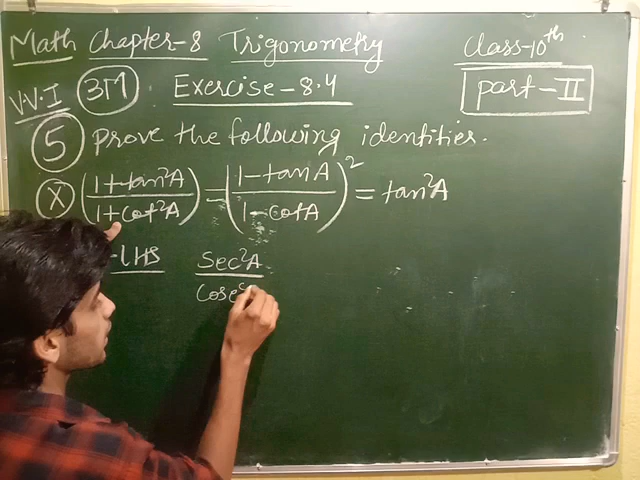 Math Chapter-8 Trigonometry Class-10th
V.V.I 3M Exercise-8.4 part-II
5 Prove the following identities.
x (1+tan²A / 1+cot²A) = (1-tanA / 1-cotA)² = tan²A
LHS sec²A / cosec